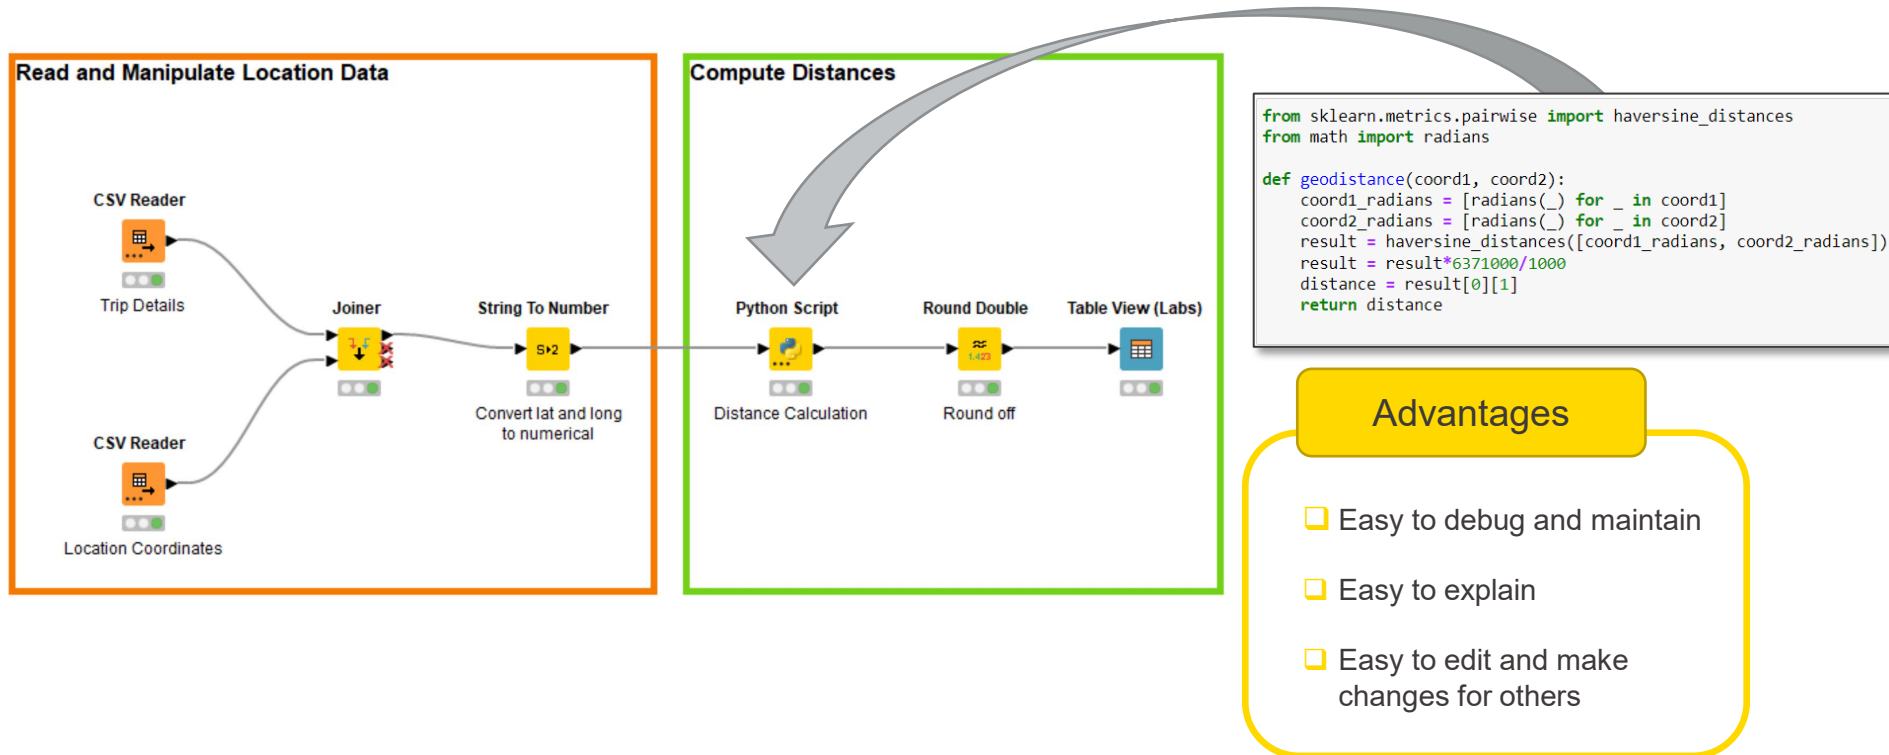 Read and Manipulate Location Data
CSV Reader
Trip Details
CSV Reader
Location Coordinates
Joiner
String To Number
S▸2
Convert lat and long
to numerical
Compute Distances
Python Script
Distance Calculation
Round Double
≈
1.423
Round off
Table View (Labs)
from sklearn.metrics.pairwise import haversine_distances
from math import radians
def geodistance(coord1, coord2):
    coord1_radians = [radians(_) for _ in coord1]
    coord2_radians = [radians(_) for _ in coord2]
    result = haversine_distances([coord1_radians, coord2_radians])
    result = result*6371000/1000
    distance = result[0][1]
    return distance
Advantages
Easy to debug and maintain
Easy to explain
Easy to edit and make
changes for others